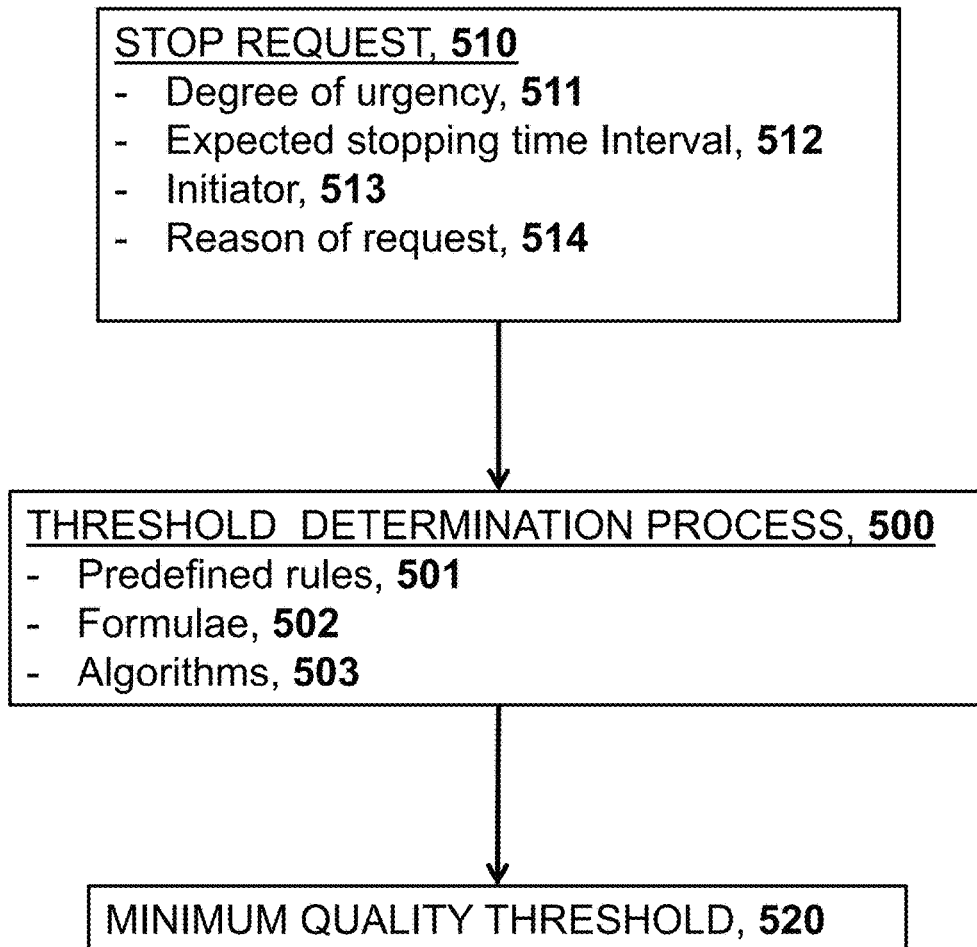 STOP REQUEST, 510
- Degree of urgency, 511
- Expected stopping time Interval, 512
- Initiator, 513
- Reason of request, 514
THRESHOLD DETERMINATION PROCESS, 500
- Predefined rules, 501
- Formulae, 502
- Algorithms, 503
MINIMUM QUALITY THRESHOLD, 520